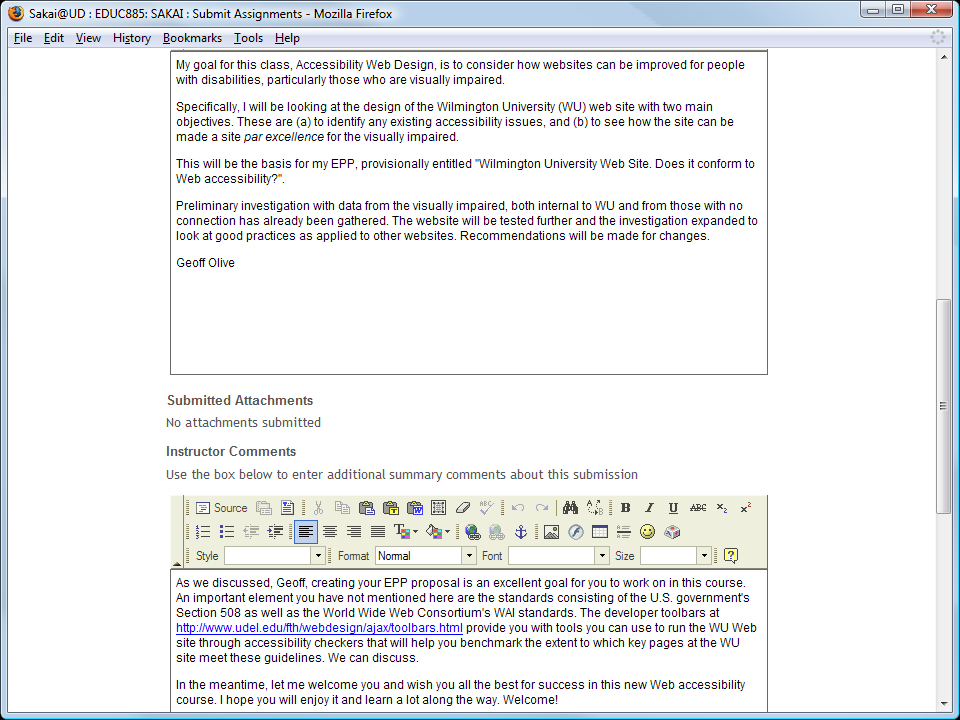 Sakai@UD : EDUC885: SAKAI : Submit Assignments - Mozilla Firefox
File Edit View History Bookmarks Tools Help
My goal for this class, Accessibility Web Design, is to consider how websites can be improved for people
with disabilities, particularly those who are visually impaired.
Specifically, I will be looking at the design of the Wilmington University (WU) web site with two main
objectives. These are (a) to identify any existing accessibility issues, and (b) to see how the site can be
made a site par excellence for the visually impaired.
This will be the basis for my EPP, provisionally entitled "Wilmington University Web Site. Does it conform to
Web accessibility?".
Preliminary investigation with data from the visually impaired, both internal to WU and from those with no
connection has already been gathered. The website will be tested further and the investigation expanded to
look at good practices as applied to other websites. Recommendations will be made for changes.
Geoff Olive
Submitted Attachments
No attachments submitted
Instructor Comments
Use the box below to enter additional summary comments about this submission
Source ABC B I U ABC x₂ x²
Style Format Normal Font Size
As we discussed, Geoff, creating your EPP proposal is an excellent goal for you to work on in this course.
An important element you have not mentioned here are the standards consisting of the U.S. government's
Section 508 as well as the World Wide Web Consortium's WAI standards. The developer toolbars at
http://www.udel.edu/fth/webdesign/ajax/toolbars.html provide you with tools you can use to run the WU Web
site through accessibility checkers that will help you benchmark the extent to which key pages at the WU
site meet these guidelines. We can discuss.
In the meantime, let me welcome you and wish you all the best for success in this new Web accessibility
course. I hope you will enjoy it and learn a lot along the way. Welcome!